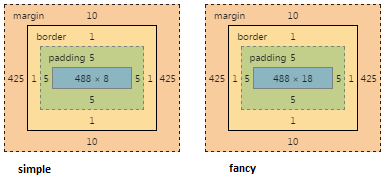 margin 10
border 1
padding 5
425 1 5 488 × 8 5 1 425
5
1
10
simple
margin 10
border 1
padding 5
425 1 5 488 × 18 5 1 425
5
1
10
fancy